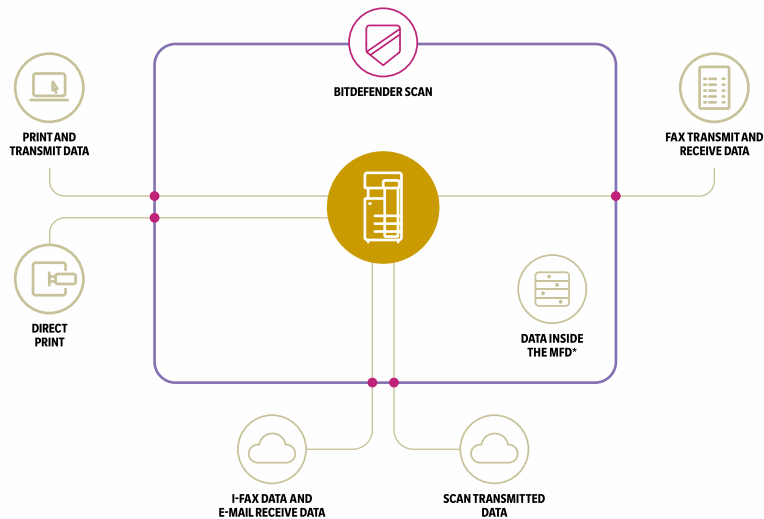 BITDEFENDER SCAN
PRINT AND
TRANSMIT DATA
FAX TRANSMIT AND
RECEIVE DATA
DIRECT
PRINT
DATA INSIDE
THE MFD*
I-FAX DATA AND
E-MAIL RECEIVE DATA
SCAN TRANSMITTED
DATA